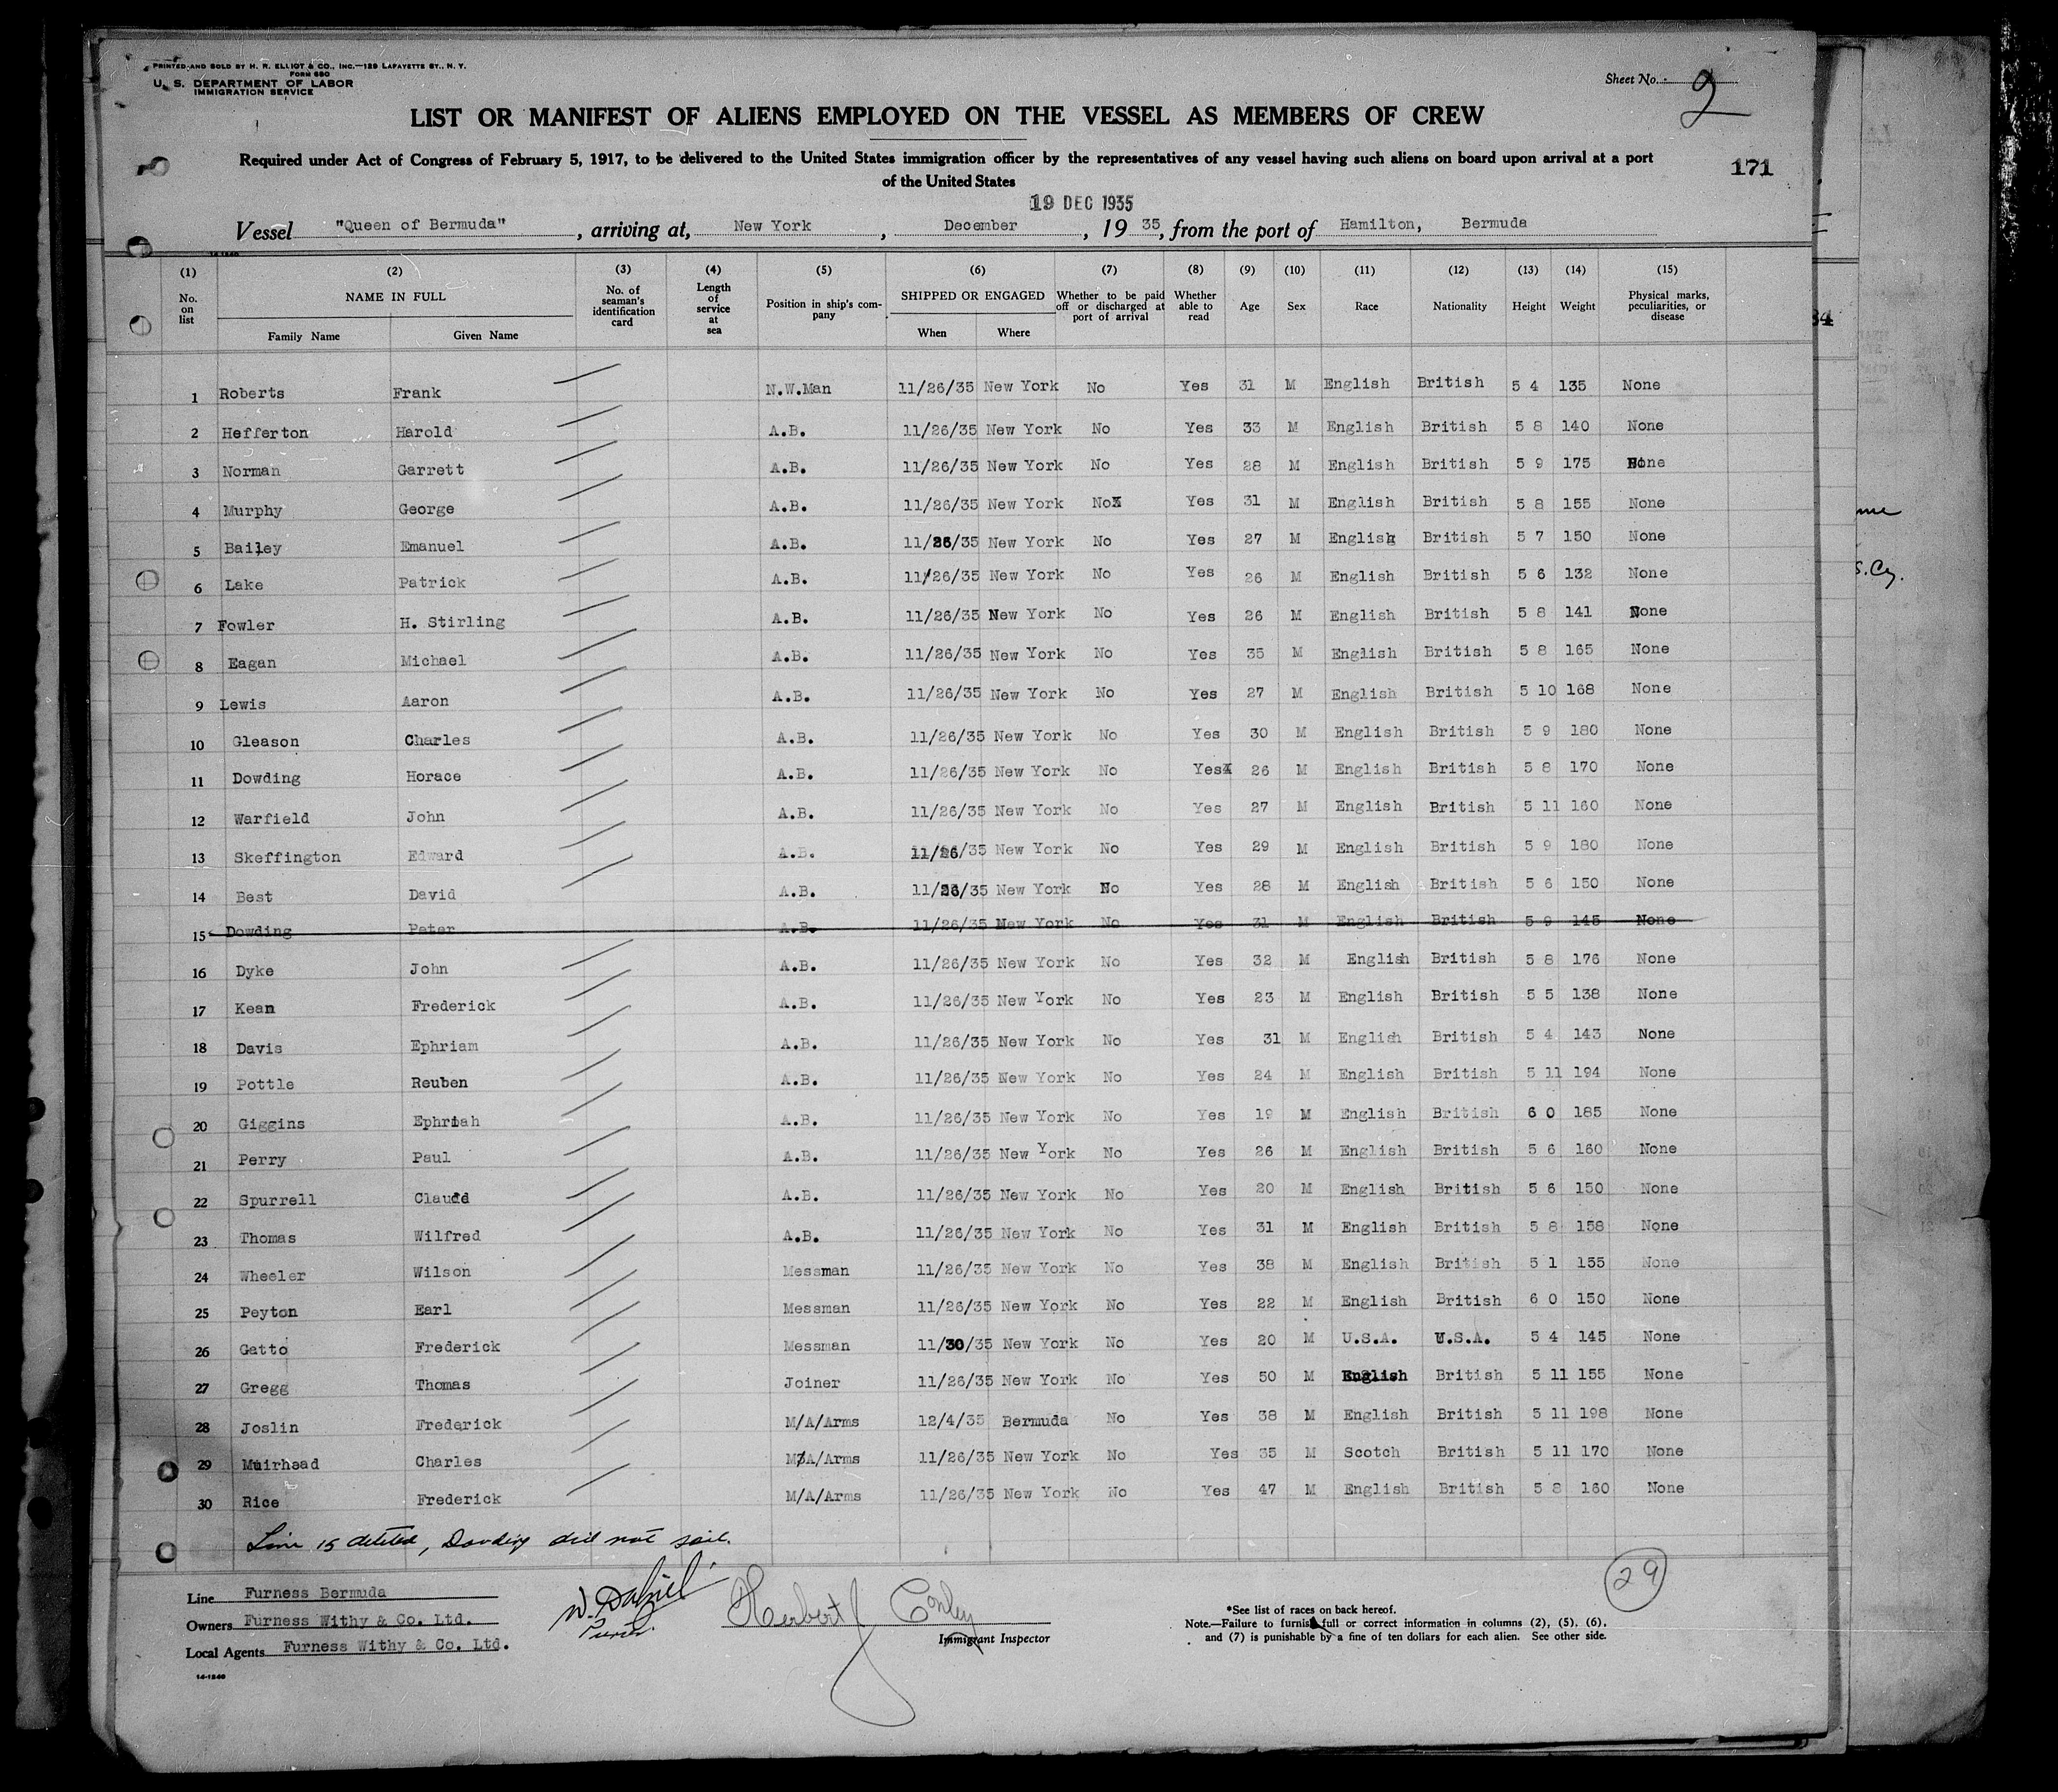 PRINTED AND SOLD BY H. R. ELLIOT & CO., INC.—129 LAFAYETTE ST., N. Y.
FORM 680
U. S. DEPARTMENT OF LABOR
IMMIGRATION SERVICE
Sheet No. 2
LIST OR MANIFEST OF ALIENS EMPLOYED ON THE VESSEL AS MEMBERS OF CREW
Required under Act of Congress of February 5, 1917, to be delivered to the United States immigration officer by the representatives of any vessel having such aliens on board upon arrival at a port
of the United States
171
19 DEC 1935
Vessel "Queen of Bermuda", arriving at, New York, December, 19 35, from the port of Hamilton, Bermuda
(1) (2) (3) (4) (5) (6) (7) (8) (9) (10) (11) (12) (13) (14) (15)
No. on list NAME IN FULL Family Name Given Name No. of seaman's identification card Length of service at sea Position in ship's company SHIPPED OR ENGAGED When Where Whether to be paid off or discharged at port of arrival Whether able to read Age Sex Race Nationality Height Weight Physical marks, peculiarities, or disease
1 Roberts Frank N.W.Man 11/26/35 New York No Yes 31 M English British 5 4 135 None
2 Hefferton Harold A.B. 11/26/35 New York No Yes 33 M English British 5 8 140 None
3 Norman Garrett A.B. 11/26/35 New York No Yes 28 M English British 5 9 175 None
4 Murphy George A.B. 11/26/35 New York No Yes 31 M English British 5 8 155 None
5 Bailey Emanuel A.B. 11/26/35 New York No Yes 27 M English British 5 7 150 None
6 Lake Patrick A.B. 11/26/35 New York No Yes 26 M English British 5 6 132 None
7 Fowler H. Stirling A.B. 11/26/35 New York No Yes 26 M English British 5 8 141 None
8 Eagan Michael A.B. 11/26/35 New York No Yes 35 M English British 5 8 165 None
9 Lewis Aaron A.B. 11/26/35 New York No Yes 27 M English British 5 10 168 None
10 Gleason Charles A.B. 11/26/35 New York No Yes 30 M English British 5 9 180 None
11 Dowding Horace A.B. 11/26/35 New York No Yes 26 M English British 5 8 170 None
12 Warfield John A.B. 11/26/35 New York No Yes 27 M English British 5 11 160 None
13 Skeffington Edward A.B. 11/26/35 New York No Yes 29 M English British 5 9 180 None
14 Best David A.B. 11/26/35 New York No Yes 28 M English British 5 6 150 None
15 Dowding Peter A.B. 11/26/35 New York No Yes 31 M English British 5 9 145 None
16 Dyke John A.B. 11/26/35 New York No Yes 32 M English British 5 8 176 None
17 Kean Frederick A.B. 11/26/35 New York No Yes 23 M English British 5 5 138 None
18 Davis Ephriam A.B. 11/26/35 New York No Yes 31 M English British 5 4 143 None
19 Pottle Reuben A.B. 11/26/35 New York No Yes 24 M English British 5 11 194 None
20 Giggins Ephriah A.B. 11/26/35 New York No Yes 19 M English British 6 0 185 None
21 Perry Paul A.B. 11/26/35 New York No Yes 26 M English British 5 6 160 None
22 Spurrell Claude A.B. 11/26/35 New York No Yes 20 M English British 5 6 150 None
23 Thomas Wilfred A.B. 11/26/35 New York No Yes 31 M English British 5 8 158 None
24 Wheeler Wilson Messman 11/26/35 New York No Yes 38 M English British 5 1 155 None
25 Peyton Earl Messman 11/26/35 New York No Yes 22 M English British 6 0 150 None
26 Gatto Frederick Messman 11/30/35 New York No Yes 20 M U.S.A. U.S.A. 5 4 145 None
27 Gregg Thomas Joiner 11/26/35 New York No Yes 50 M English British 5 11 155 None
28 Joslin Frederick M/A/Arms 12/4/35 Bermuda No Yes 38 M English British 5 11 198 None
29 Muirhead Charles M/A/Arms 11/26/35 New York No Yes 35 M Scotch British 5 11 170 None
30 Rice Frederick M/A/Arms 11/26/35 New York No Yes 47 M English British 5 8 160 None
Line 15 deleted, Dowding did not sail.
29
Line Furness Bermuda
Owners Furness Withy & Co. Ltd.
Local Agents Furness Withy & Co. Ltd.
14-1240
W. Dalziel
Purser.
Herbert J Conley
Immigrant Inspector
*See list of races on back hereof.
Note.—Failure to furnish full or correct information in columns (2), (5), (6),
and (7) is punishable by a fine of ten dollars for each alien. See other side.